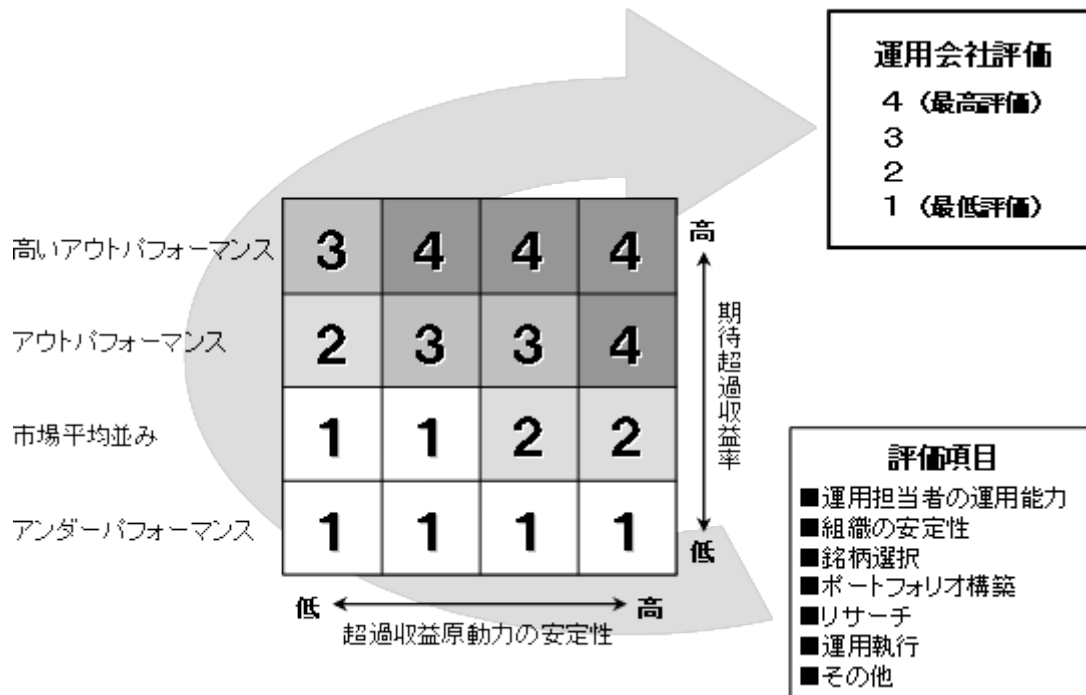 運用会社評価
4 (最高評価)
3
2
1 (最低評価)
高いアウトパフォーマンス
3 4 4 4
アウトパフォーマンス
2 3 3 4
市場平均並み
1 1 2 2
アンダーパフォーマンス
1 1 1 1
高
期待超過収益率
低
低 高
超過収益原動力の安定性
評価項目
■運用担当者の運用能力
■組織の安定性
■銘柄選択
■ポートフォリオ構築
■リサーチ
■運用執行
■その他